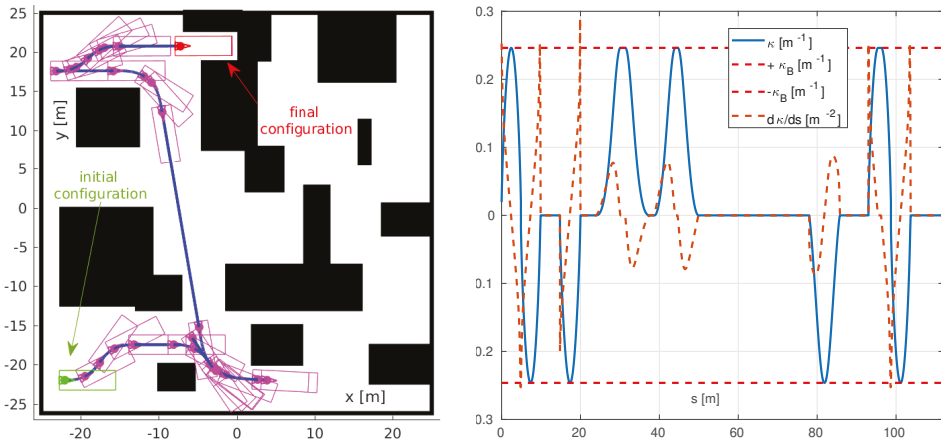 25
20
15
10
5
0
-5
-10
-15
-20
-25
y [m]
final
configuration
initial
configuration
x [m]
-20
-10
0
10
20
0.3
0.2
0.1
0
0.1
0.2
0.3
κ [m⁻¹]
+ κ_B [m⁻¹]
-κ_B [m⁻¹]
dκ/ds [m⁻²]
s [m]
0
20
40
60
80
100